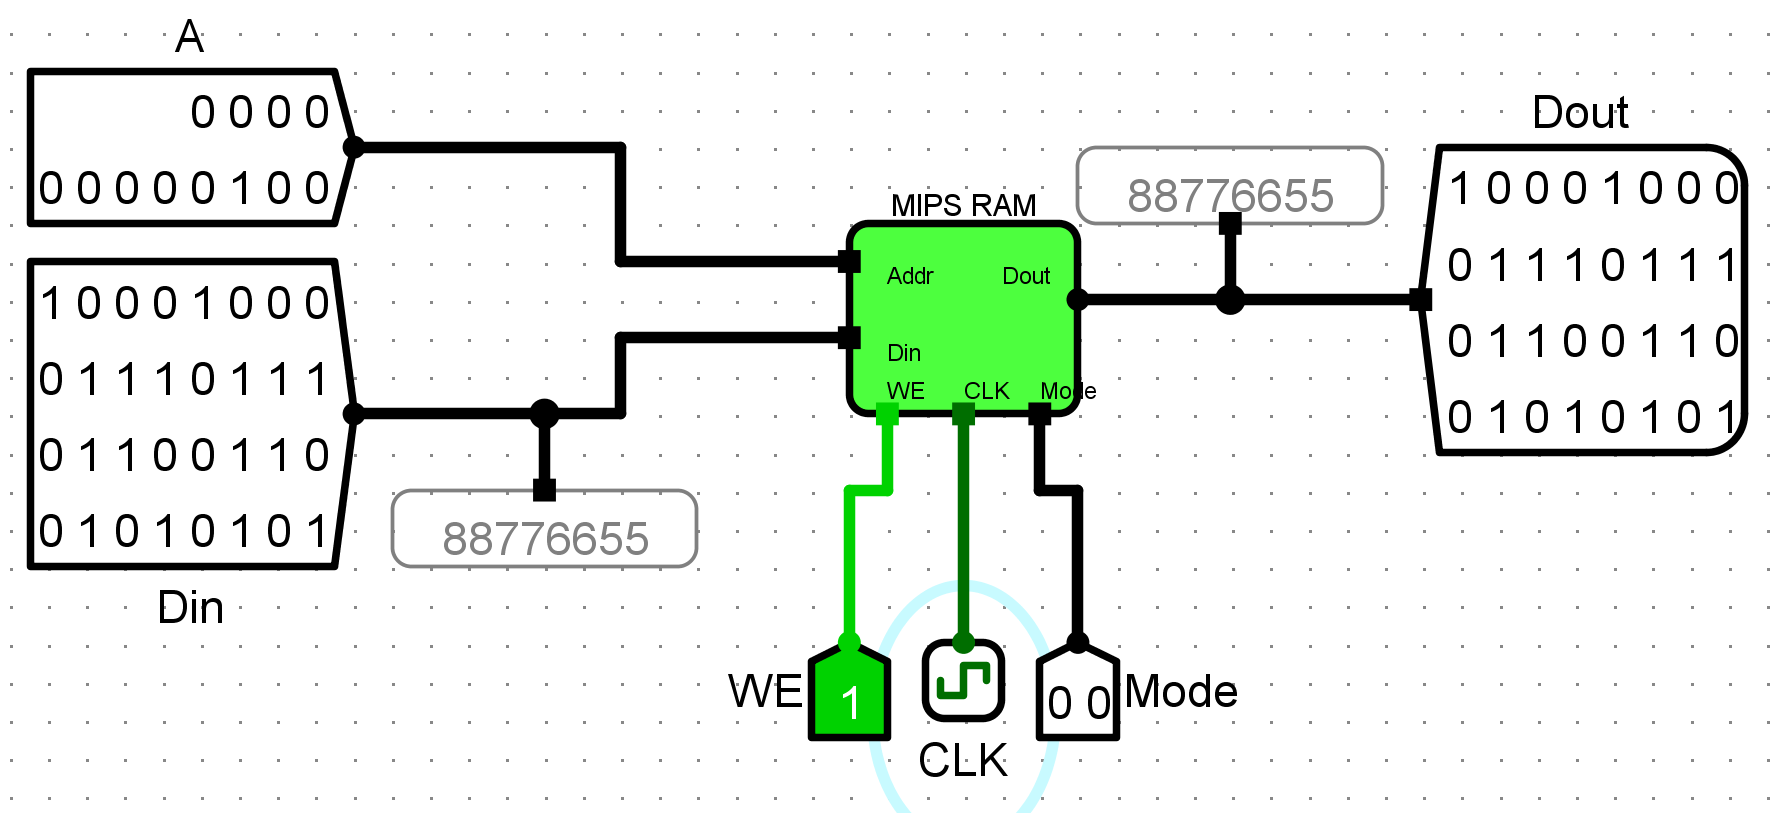 A
0 0 0 0
0 0 0 0 0 1 0 0
1 0 0 0 1 0 0 0
0 1 1 1 0 1 1 1
0 1 1 0 0 1 1 0
0 1 0 1 0 1 0 1
Din
88776655
MIPS RAM
Addr
Dout
Din
WE
CLK
Mode
88776655
Dout
1 0 0 0 1 0 0 0
0 1 1 1 0 1 1 1
0 1 1 0 0 1 1 0
0 1 0 1 0 1 0 1
WE
1
CLK
0 0
Mode